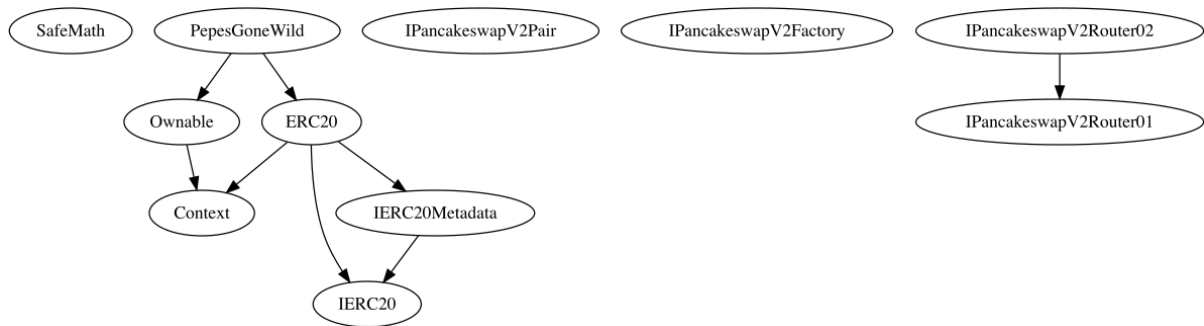 SafeMath
PepesGoneWild
IPancakeswapV2Pair
IPancakeswapV2Factory
IPancakeswapV2Router02
Ownable
ERC20
IPancakeswapV2Router01
Context
IERC20Metadata
IERC20